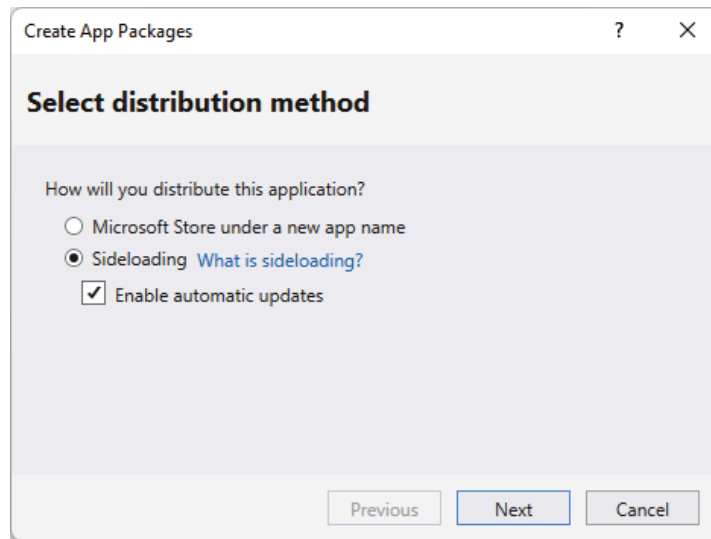 Create App Packages ?
Select distribution method
How will you distribute this application?
Microsoft Store under a new app name
Sideloading What is sideloading?
Enable automatic updates
Previous Next Cancel